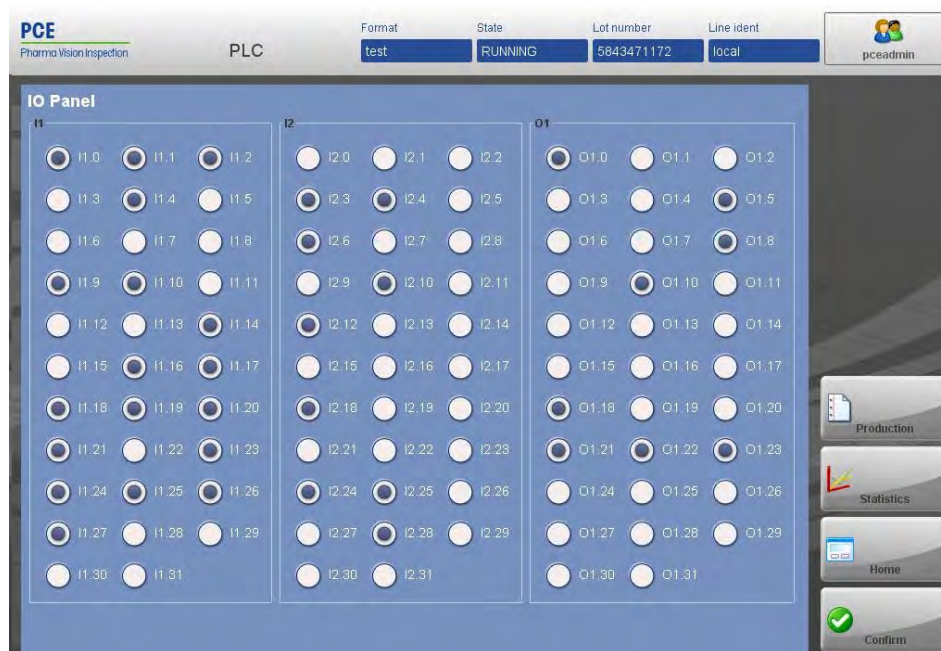 PCE
Pharma Vision Inspection
PLC
Format State Lot number Line ident
test RUNNING 5843471172 local
pceadmin
IO Panel
I1 I2 O1
I1.0 I1.1 I1.2 I2.0 I2.1 I2.2 O1.0 O1.1 O1.2
I1.3 I1.4 I1.5 I2.3 I2.4 I2.5 O1.3 O1.4 O1.5
I1.6 I1.7 I1.8 I2.6 I2.7 I2.8 O1.6 O1.7 O1.8
I1.9 I1.10 I1.11 I2.9 I2.10 I2.11 O1.9 O1.10 O1.11
I1.12 I1.13 I1.14 I2.12 I2.13 I2.14 O1.12 O1.13 O1.14
I1.15 I1.16 I1.17 I2.15 I2.16 I2.17 O1.15 O1.16 O1.17
I1.18 I1.19 I1.20 I2.18 I2.19 I2.20 O1.18 O1.19 O1.20
I1.21 I1.22 I1.23 I2.21 I2.22 I2.23 O1.21 O1.22 O1.23
I1.24 I1.25 I1.26 I2.24 I2.25 I2.26 O1.24 O1.25 O1.26
I1.27 I1.28 I1.29 I2.27 I2.28 I2.29 O1.27 O1.28 O1.29
I1.30 I1.31 I2.30 I2.31 O1.30 O1.31
Production
Statistics
Home
Confirm